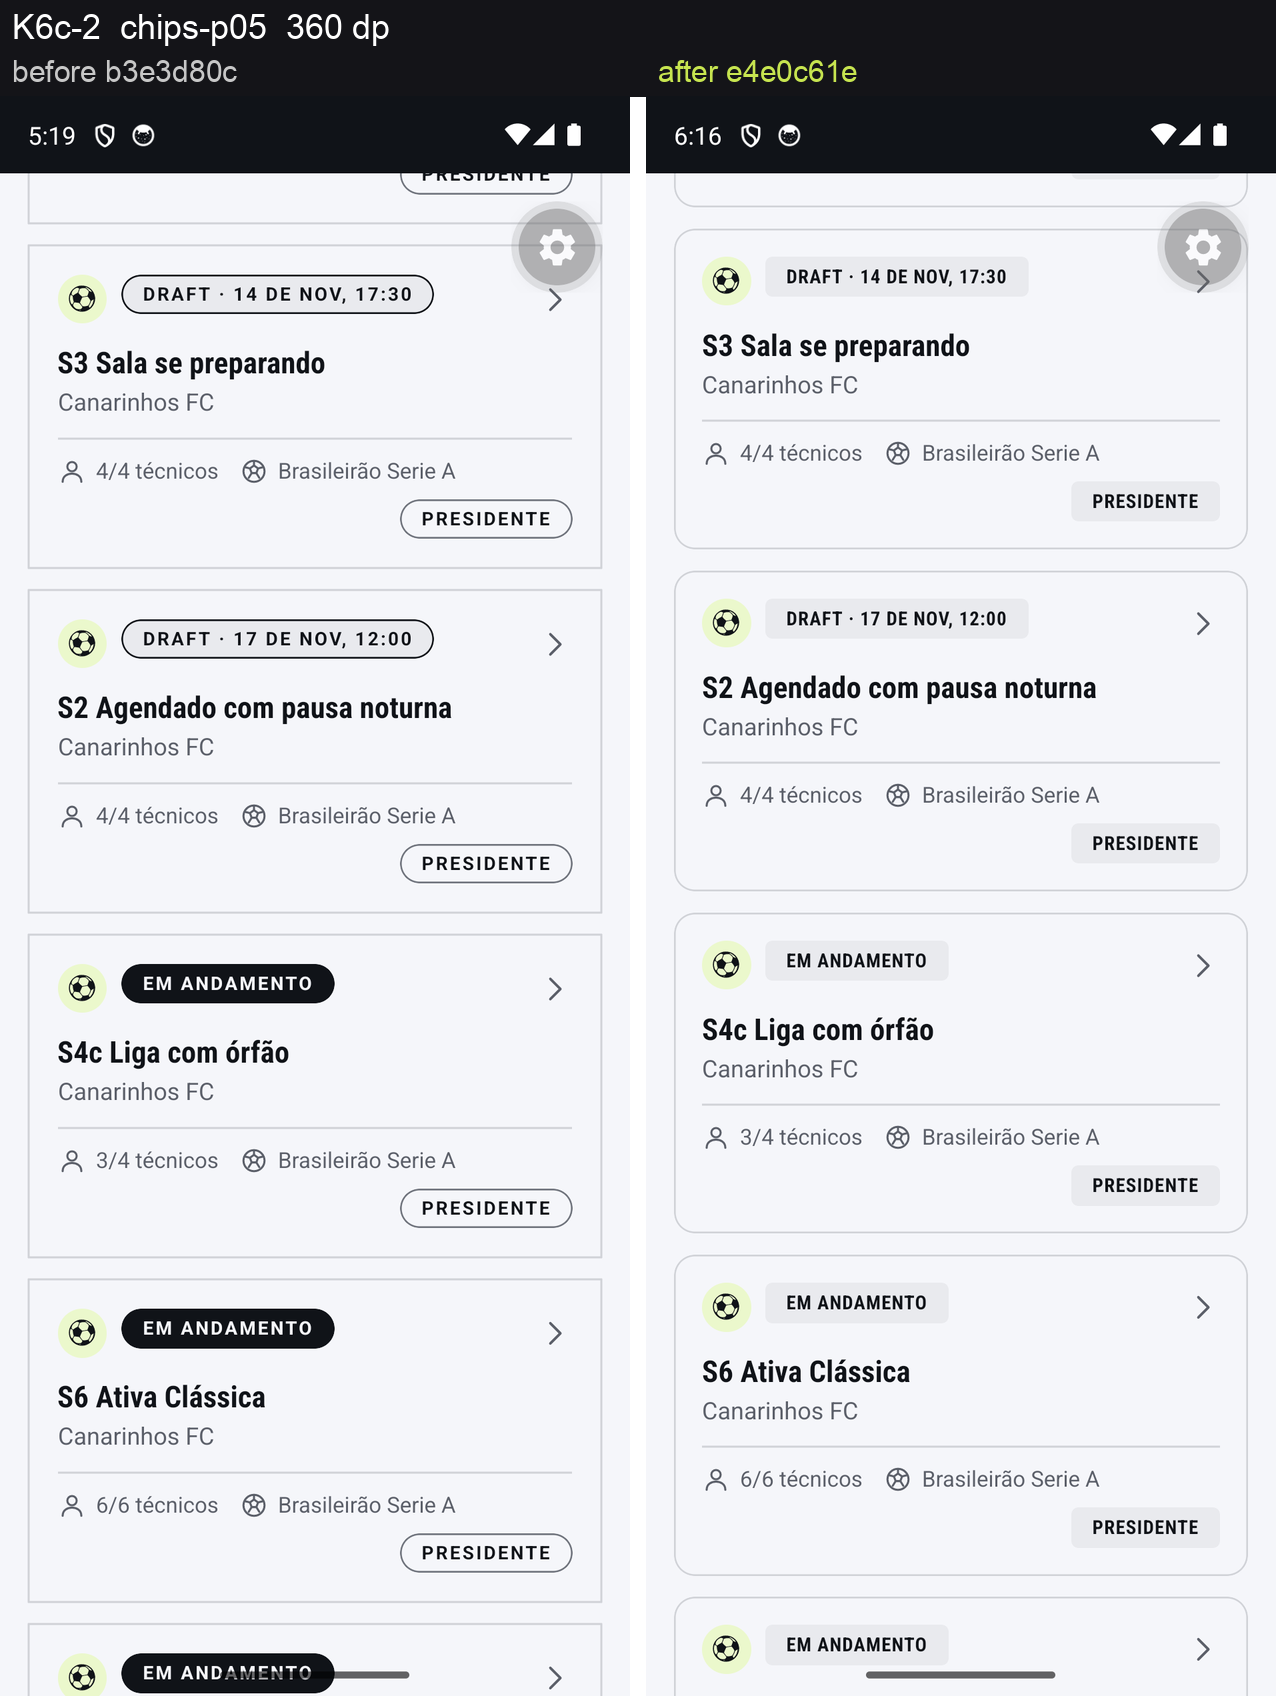 K6c-2 chips-p05 360 dp
before b3e3d80c
5:19
PRESIDENTE
DRAFT · 14 DE NOV, 17:30
S3 Sala se preparando
Canarinhos FC
4/4 técnicos Brasileirão Serie A
PRESIDENTE
DRAFT · 17 DE NOV, 12:00
S2 Agendado com pausa noturna
Canarinhos FC
4/4 técnicos Brasileirão Serie A
PRESIDENTE
EM ANDAMENTO
S4c Liga com órfão
Canarinhos FC
3/4 técnicos Brasileirão Serie A
PRESIDENTE
EM ANDAMENTO
S6 Ativa Clássica
Canarinhos FC
6/6 técnicos Brasileirão Serie A
PRESIDENTE
EM ANDAMENTO
after e4e0c61e
6:16
DRAFT · 14 DE NOV, 17:30
S3 Sala se preparando
Canarinhos FC
4/4 técnicos Brasileirão Serie A
PRESIDENTE
DRAFT · 17 DE NOV, 12:00
S2 Agendado com pausa noturna
Canarinhos FC
4/4 técnicos Brasileirão Serie A
PRESIDENTE
EM ANDAMENTO
S4c Liga com órfão
Canarinhos FC
3/4 técnicos Brasileirão Serie A
PRESIDENTE
EM ANDAMENTO
S6 Ativa Clássica
Canarinhos FC
6/6 técnicos Brasileirão Serie A
PRESIDENTE
EM ANDAMENTO